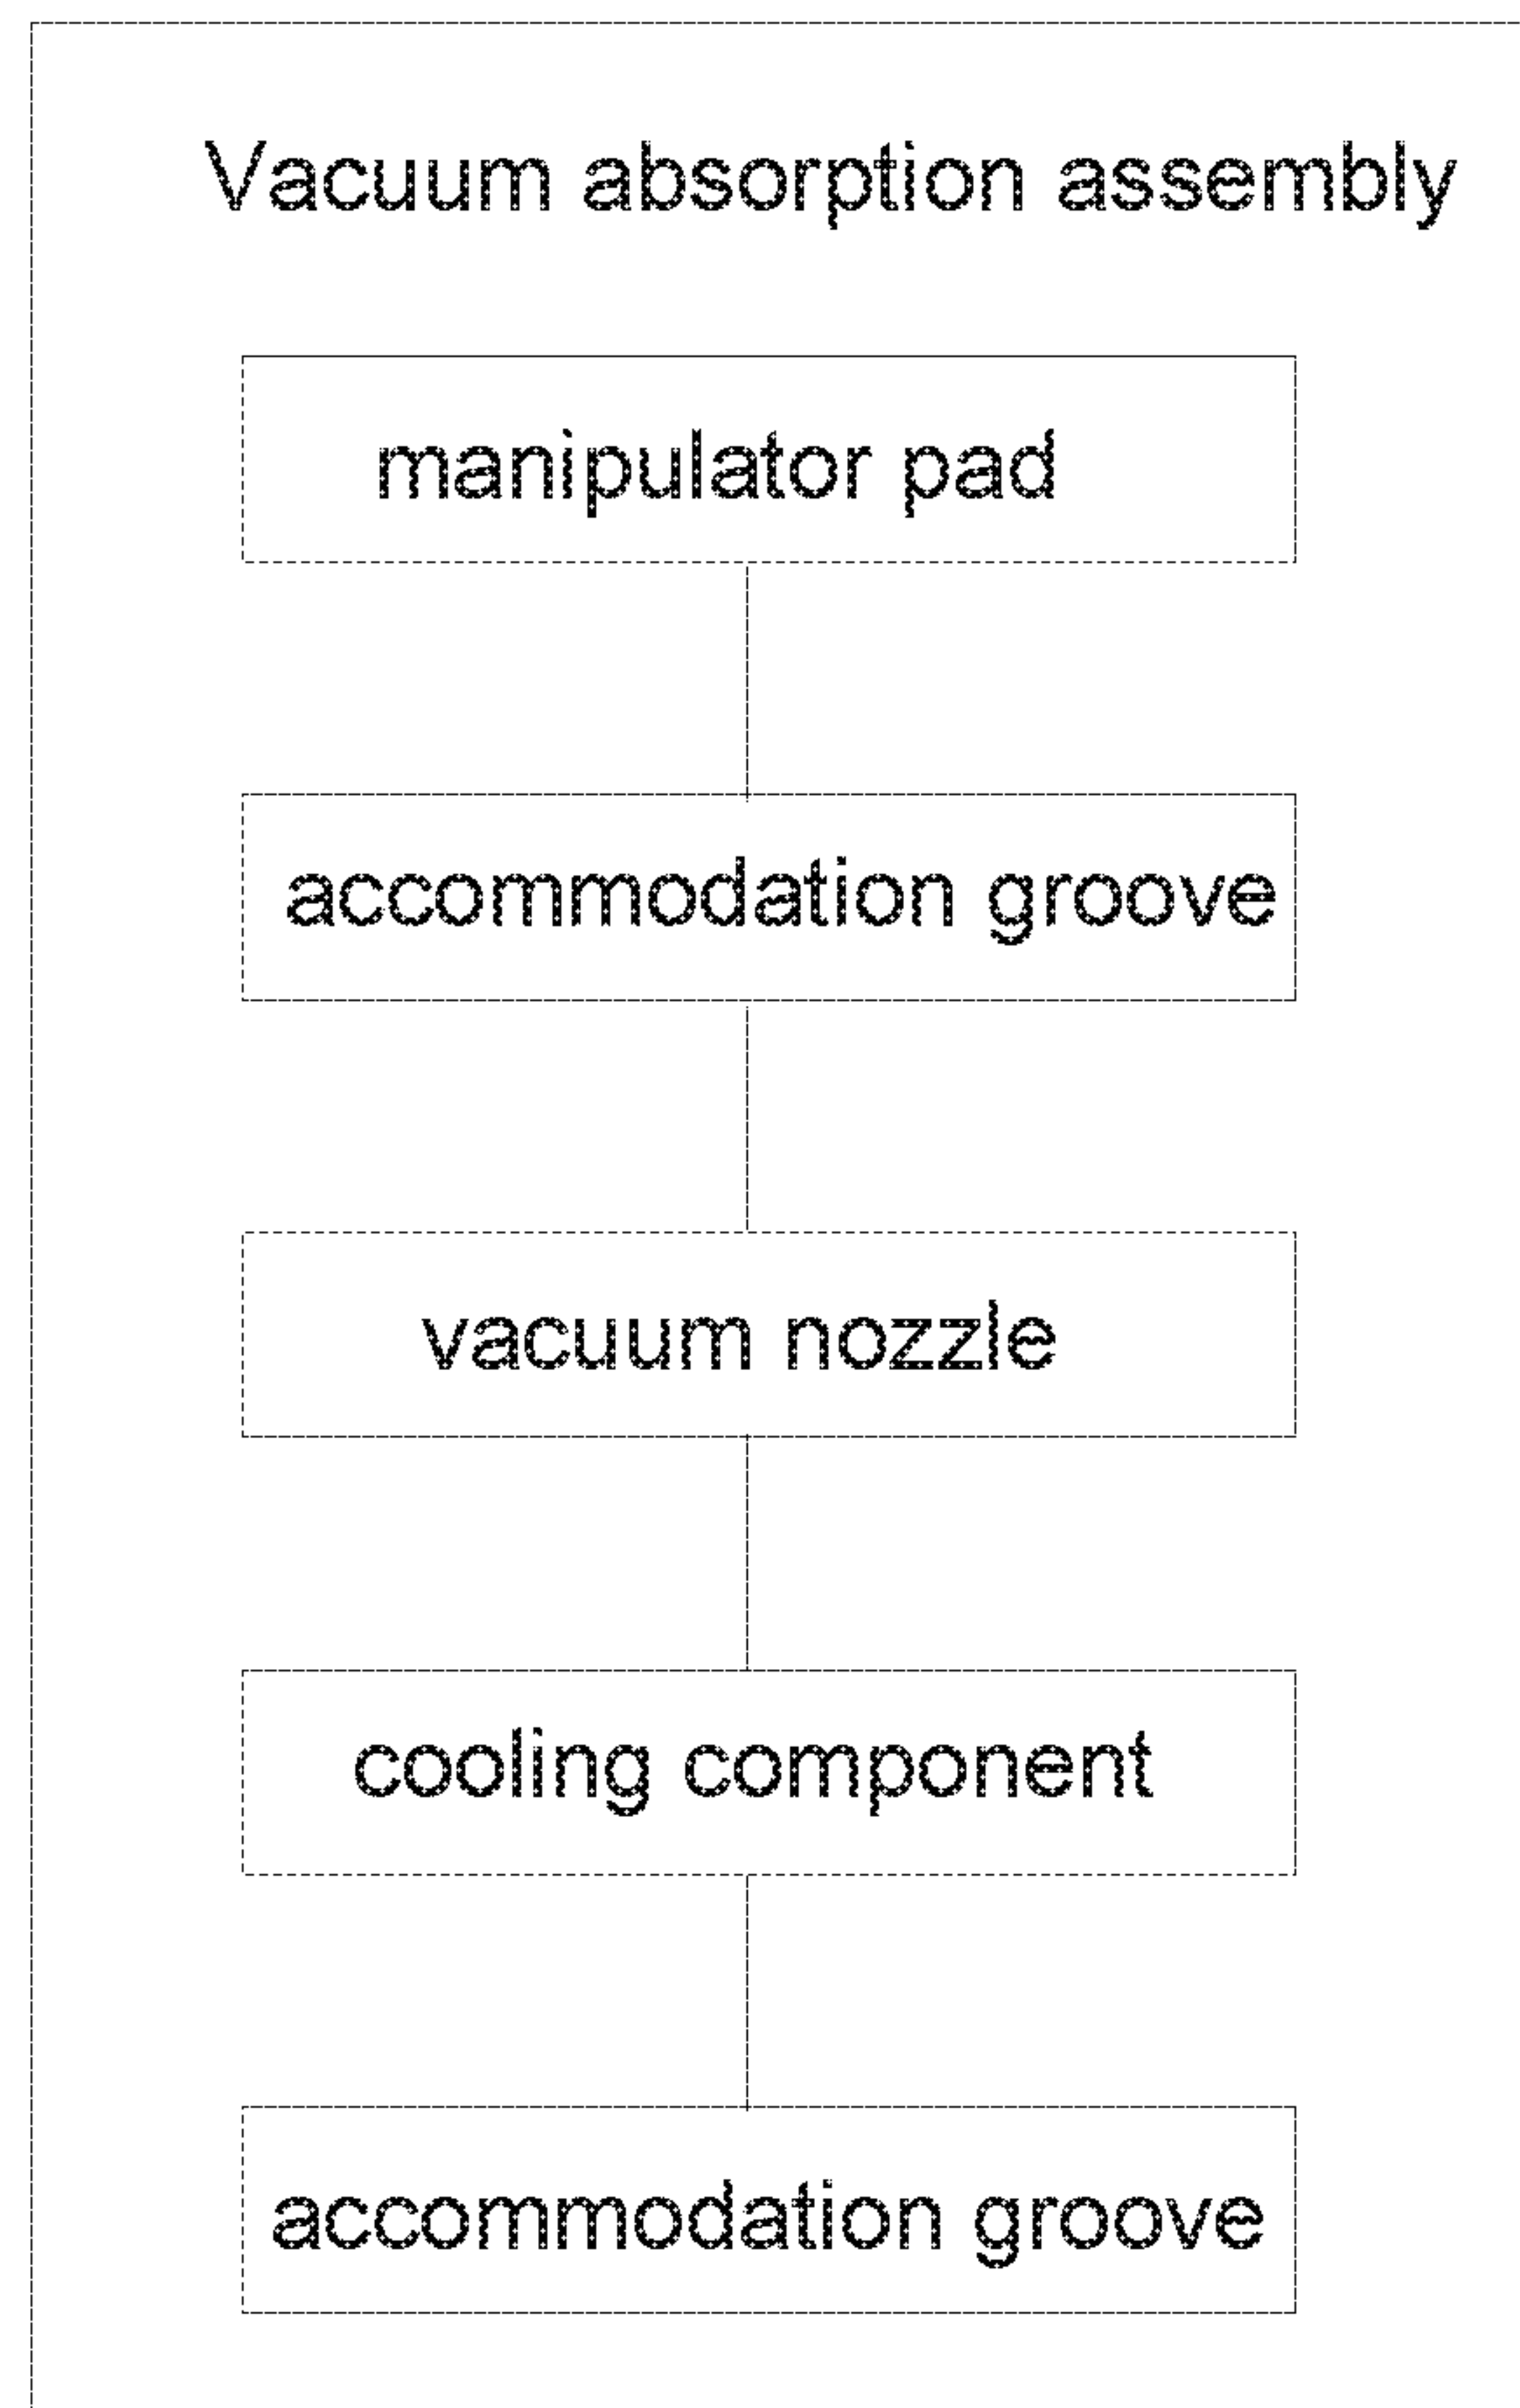 Vacuum absorption assembly
manipulator pad
accommodation groove
vacuum nozzle
cooling component
accommodation groove